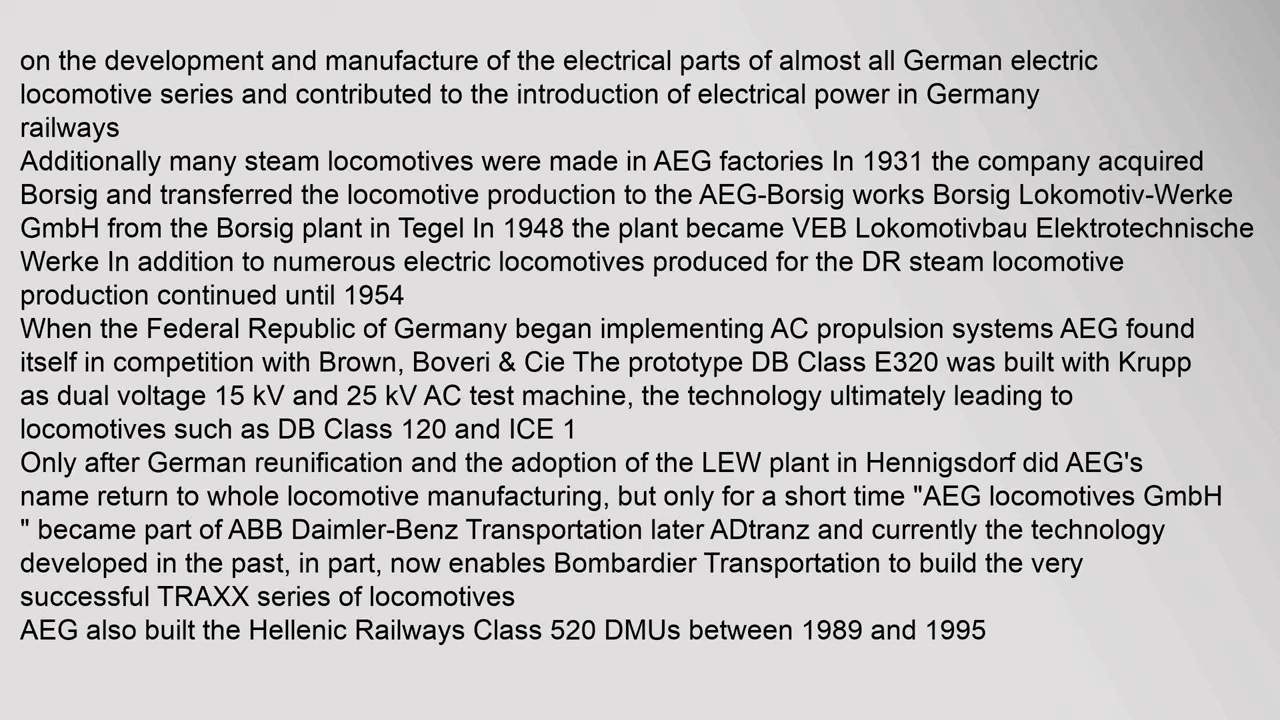 on the development and manufacture of the electrical parts of almost all German electric
locomotive series and contributed to the introduction of electrical power in Germany
railways
Additionally many steam locomotives were made in AEG factories In 1931 the company acquired
Borsig and transferred the locomotive production to the AEG-Borsig works Borsig Lokomotiv-Werke
GmbH from the Borsig plant in Tegel In 1948 the plant became VEB Lokomotivbau Elektrotechnische
Werke In addition to numerous electric locomotives produced for the DR steam locomotive
production continued until 1954
When the Federal Republic of Germany began implementing AC propulsion systems AEG found
itself in competition with Brown, Boveri & Cie The prototype DB Class E320 was built with Krupp
as dual voltage 15 kV and 25 kV AC test machine, the technology ultimately leading to
locomotives such as DB Class 120 and ICE 1
Only after German reunification and the adoption of the LEW plant in Hennigsdorf did AEG's
name return to whole locomotive manufacturing, but only for a short time "AEG locomotives GmbH
" became part of ABB Daimler-Benz Transportation later ADtranz and currently the technology
developed in the past, in part, now enables Bombardier Transportation to build the very
successful TRAXX series of locomotives
AEG also built the Hellenic Railways Class 520 DMUs between 1989 and 1995